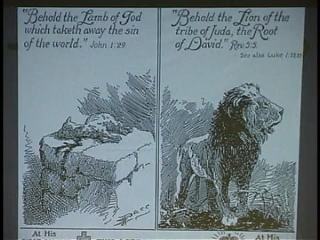 "Behold the Lamb of God
which taketh away the sin
of the world." John 1:29
"Behold the Lion of the
tribe of Juda, the Root
of David." Rev. 5:5.
See also Luke
At His
At His